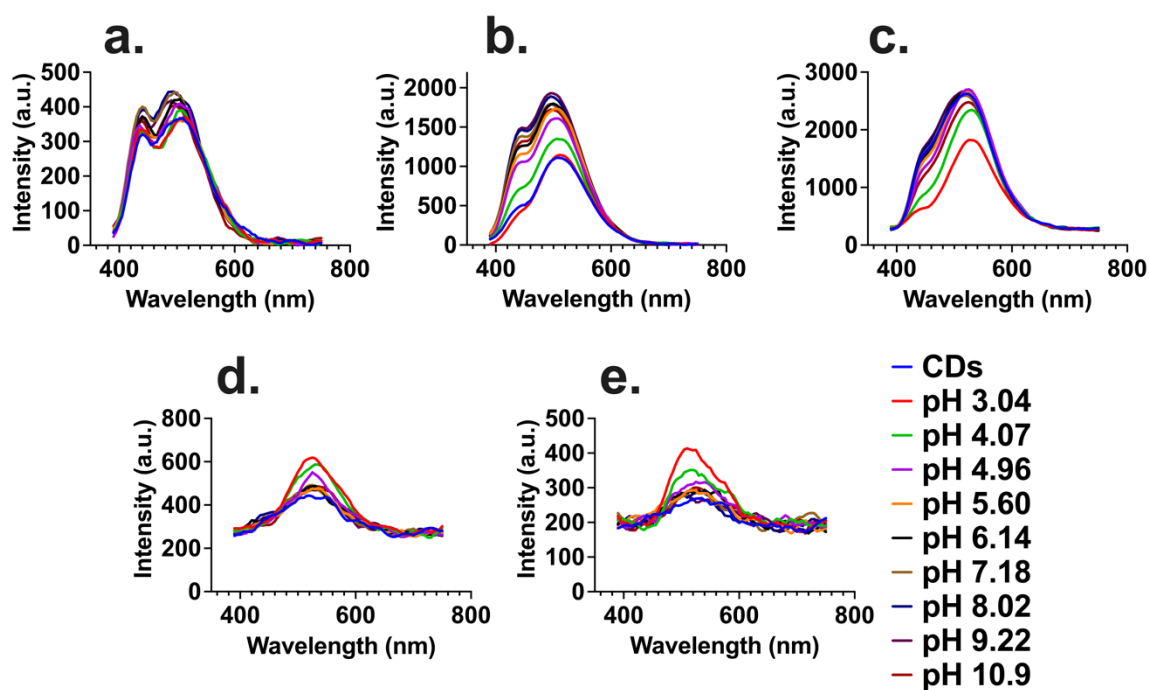 a.
Intensity (a.u.)
500
400
300
200
100
0
400 600 800
Wavelength (nm)
b.
Intensity (a.u.)
2000
1500
1000
500
0
400 600 800
Wavelength (nm)
c.
Intensity (a.u.)
3000
2000
1000
0
400 600 800
Wavelength (nm)
d.
Intensity (a.u.)
800
600
400
200
0
400 600 800
Wavelength (nm)
e.
Intensity (a.u.)
500
400
300
200
100
0
400 600 800
Wavelength (nm)
CDs
pH 3.04
pH 4.07
pH 4.96
pH 5.60
pH 6.14
pH 7.18
pH 8.02
pH 9.22
pH 10.9